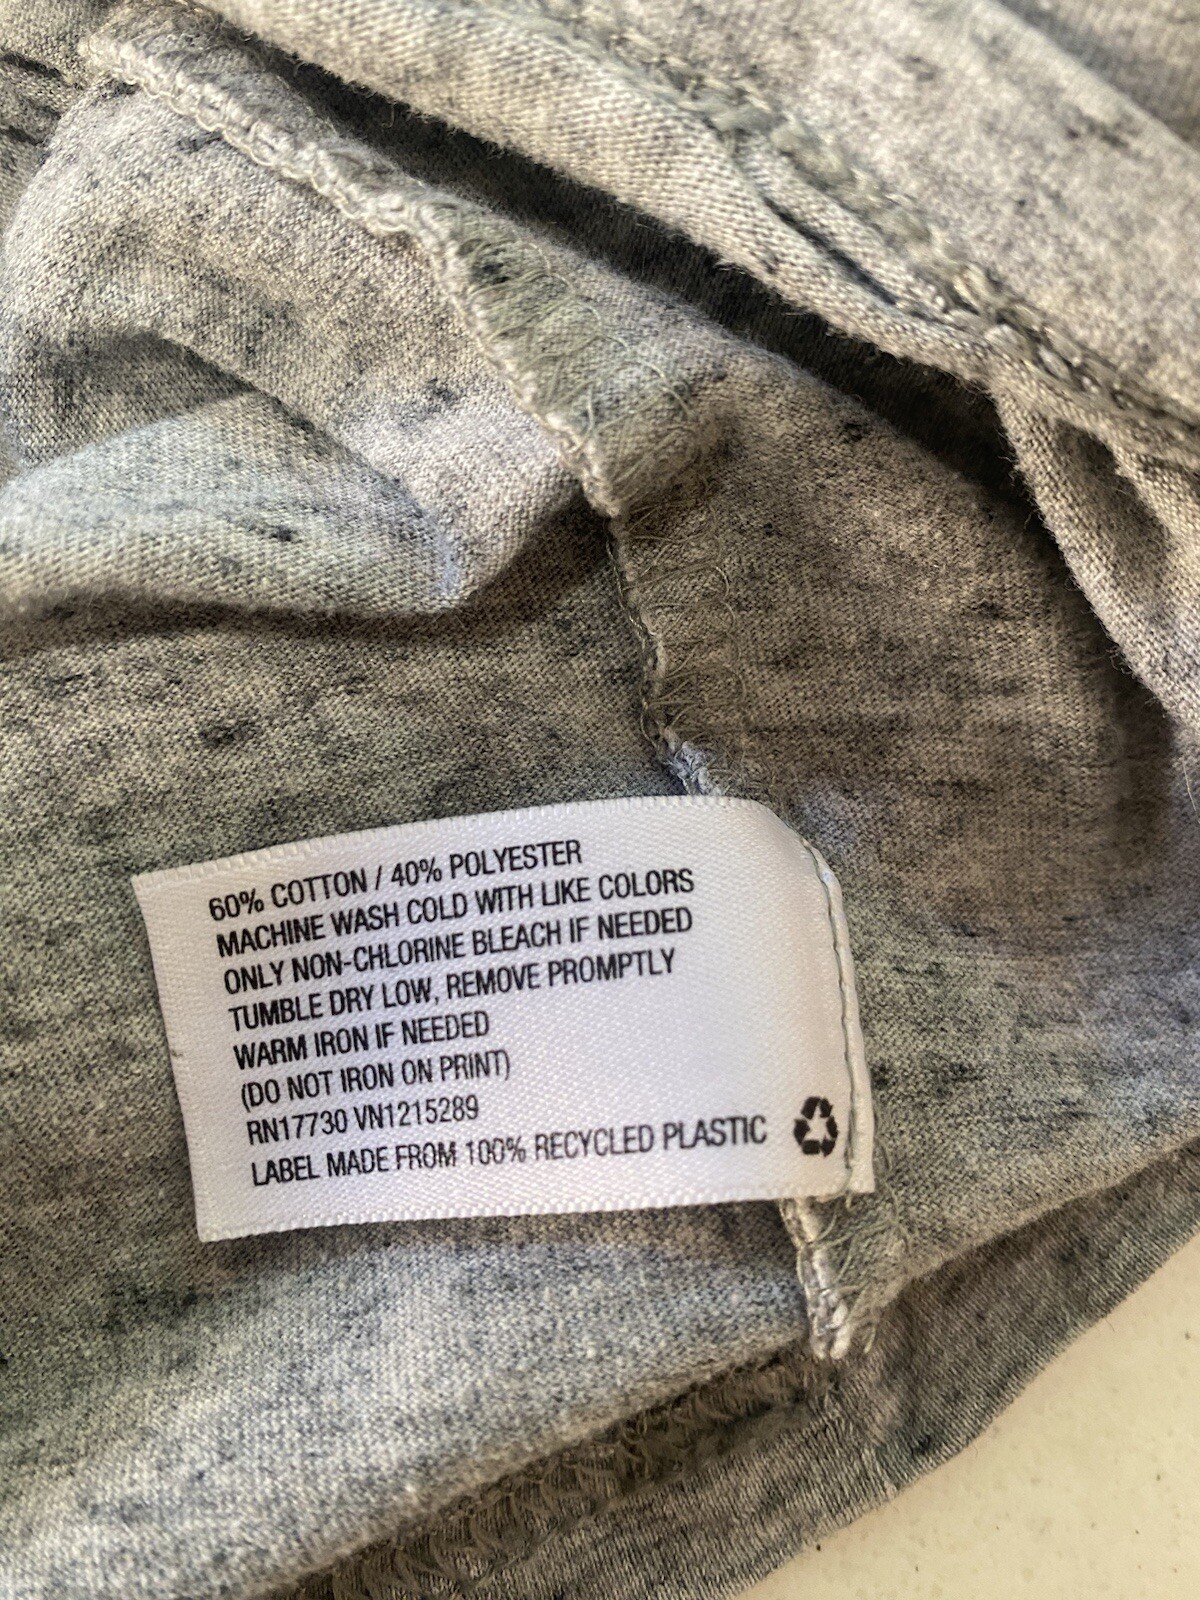 60% COTTON / 40% POLYESTER
MACHINE WASH COLD WITH LIKE COLORS
ONLY NON-CHLORINE BLEACH IF NEEDED
TUMBLE DRY LOW, REMOVE PROMPTLY
WARM IRON IF NEEDED
(DO NOT IRON ON PRINT)
RN17730 VN1215289
LABEL MADE FROM 100% RECYCLED PLASTIC